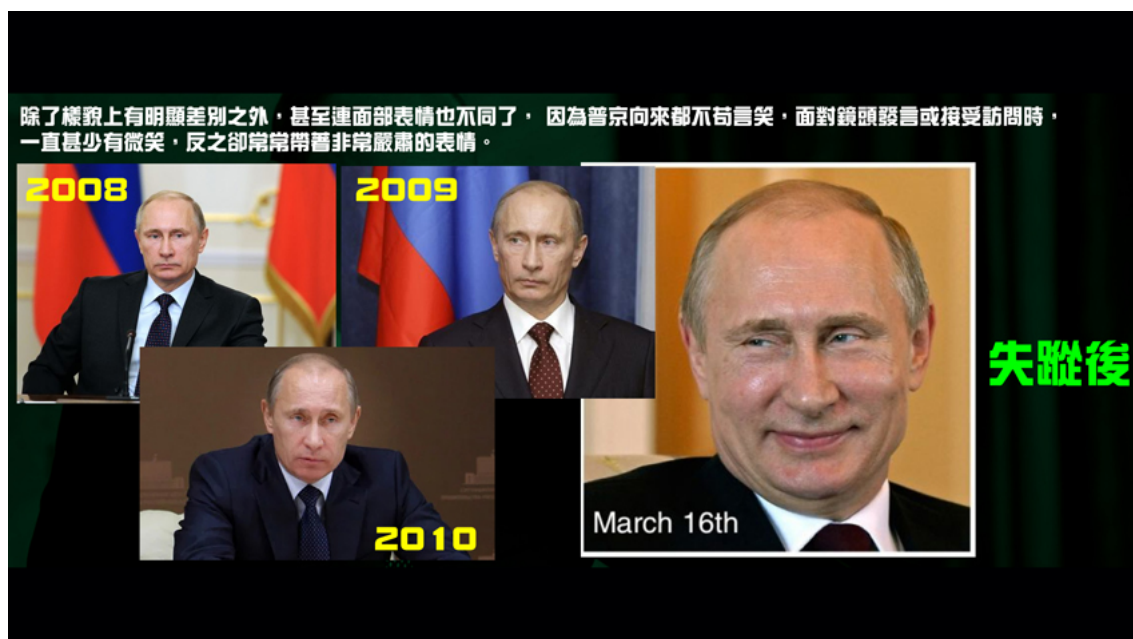 除了樣貌上有明顯差別之外，甚至連面部表情也不同了， 因為普京向來都不苟言笑，面對鏡頭發言或接受訪問時，
一直甚少有微笑，反之卻常常帶著非常嚴肅的表情。
2008
2009
失蹤後
March 16th
2010